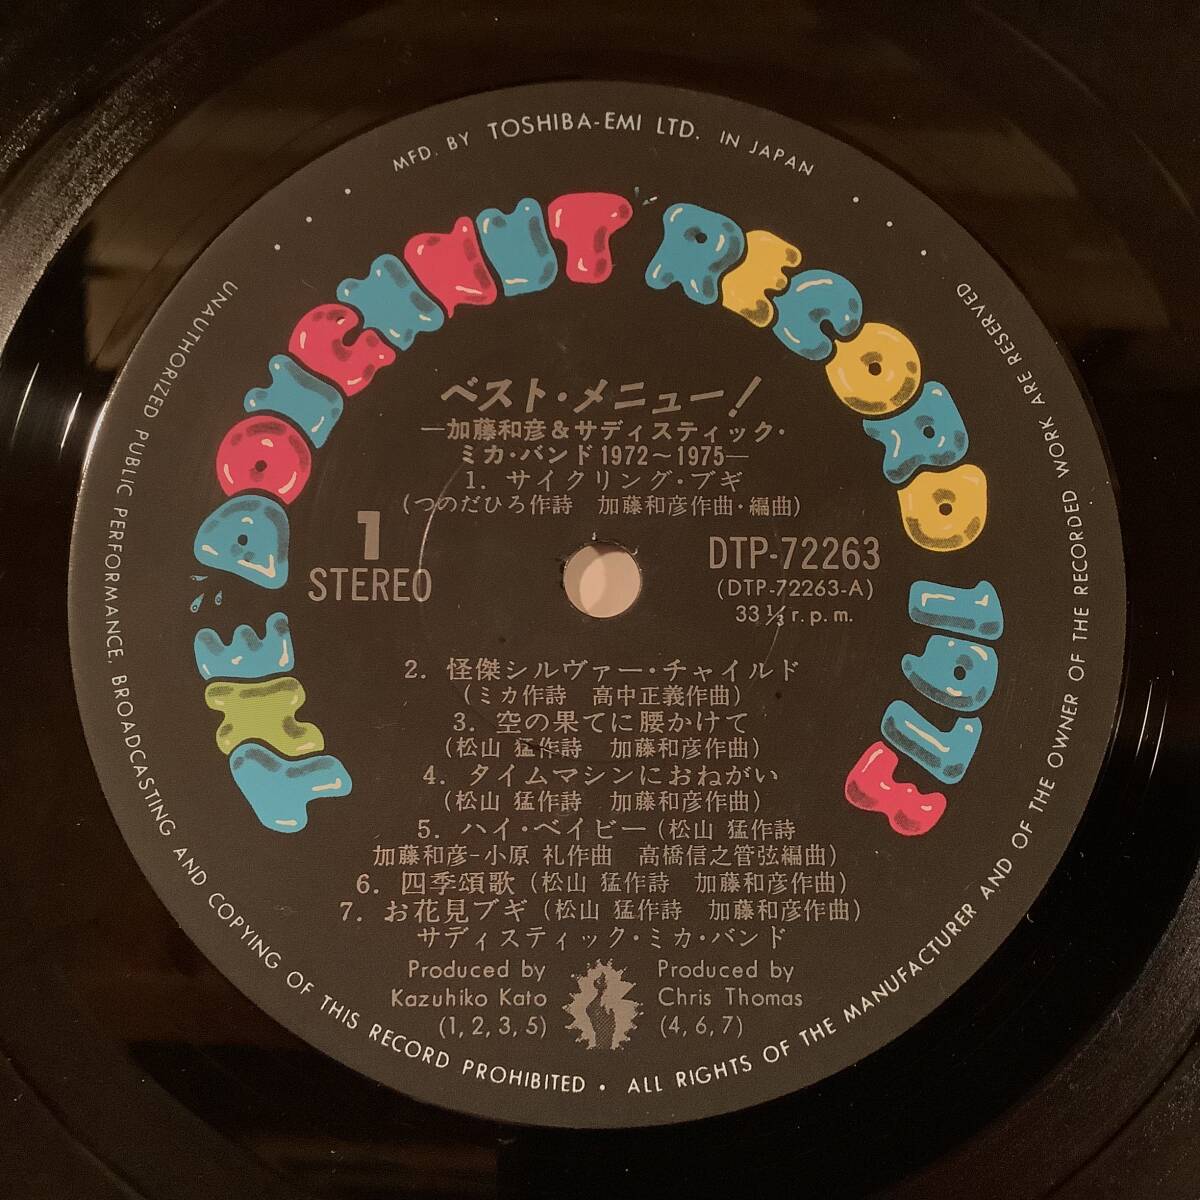 MFD. BY TOSHIBA-EMI LTD. IN JAPAN
THE DOUGHNUT RECORD 1973
ベスト・メニュー!
—加藤和彦&サディスティック・
ミカ・バンド1972〜1975—
1. サイクリング・ブギ
(つのだひろ作詩 加藤和彦作曲・編曲)
1
STEREO
DTP-72263
(DTP-72263-A)
33 1/3 r.p.m.
2. 怪傑シルヴァー・チャイルド
(ミカ作詩 高中正義作曲)
3. 空の果てに腰かけて
(松山 猛作詩 加藤和彦作曲)
4. タイムマシンにおねがい
(松山 猛作詩 加藤和彦作曲)
5. ハイ・ベイビー(松山 猛作詩
加藤和彦-小原 礼作曲 高橋信之管弦編曲)
6. 四季頌歌(松山 猛作詩 加藤和彦作曲)
7. お花見ブギ(松山 猛作詩 加藤和彦作曲)
サディスティック・ミカ・バンド
Produced by
Kazuhiko Kato
(1, 2, 3, 5)
Produced by
Chris Thomas
(4, 6, 7)
UNAUTHORIZED PUBLIC PERFORMANCE, BROADCASTING AND COPYING OF THIS RECORD PROHIBITED • ALL RIGHTS OF THE MANUFACTURER AND OF THE OWNER OF THE RECORDED WORK ARE RESERVED